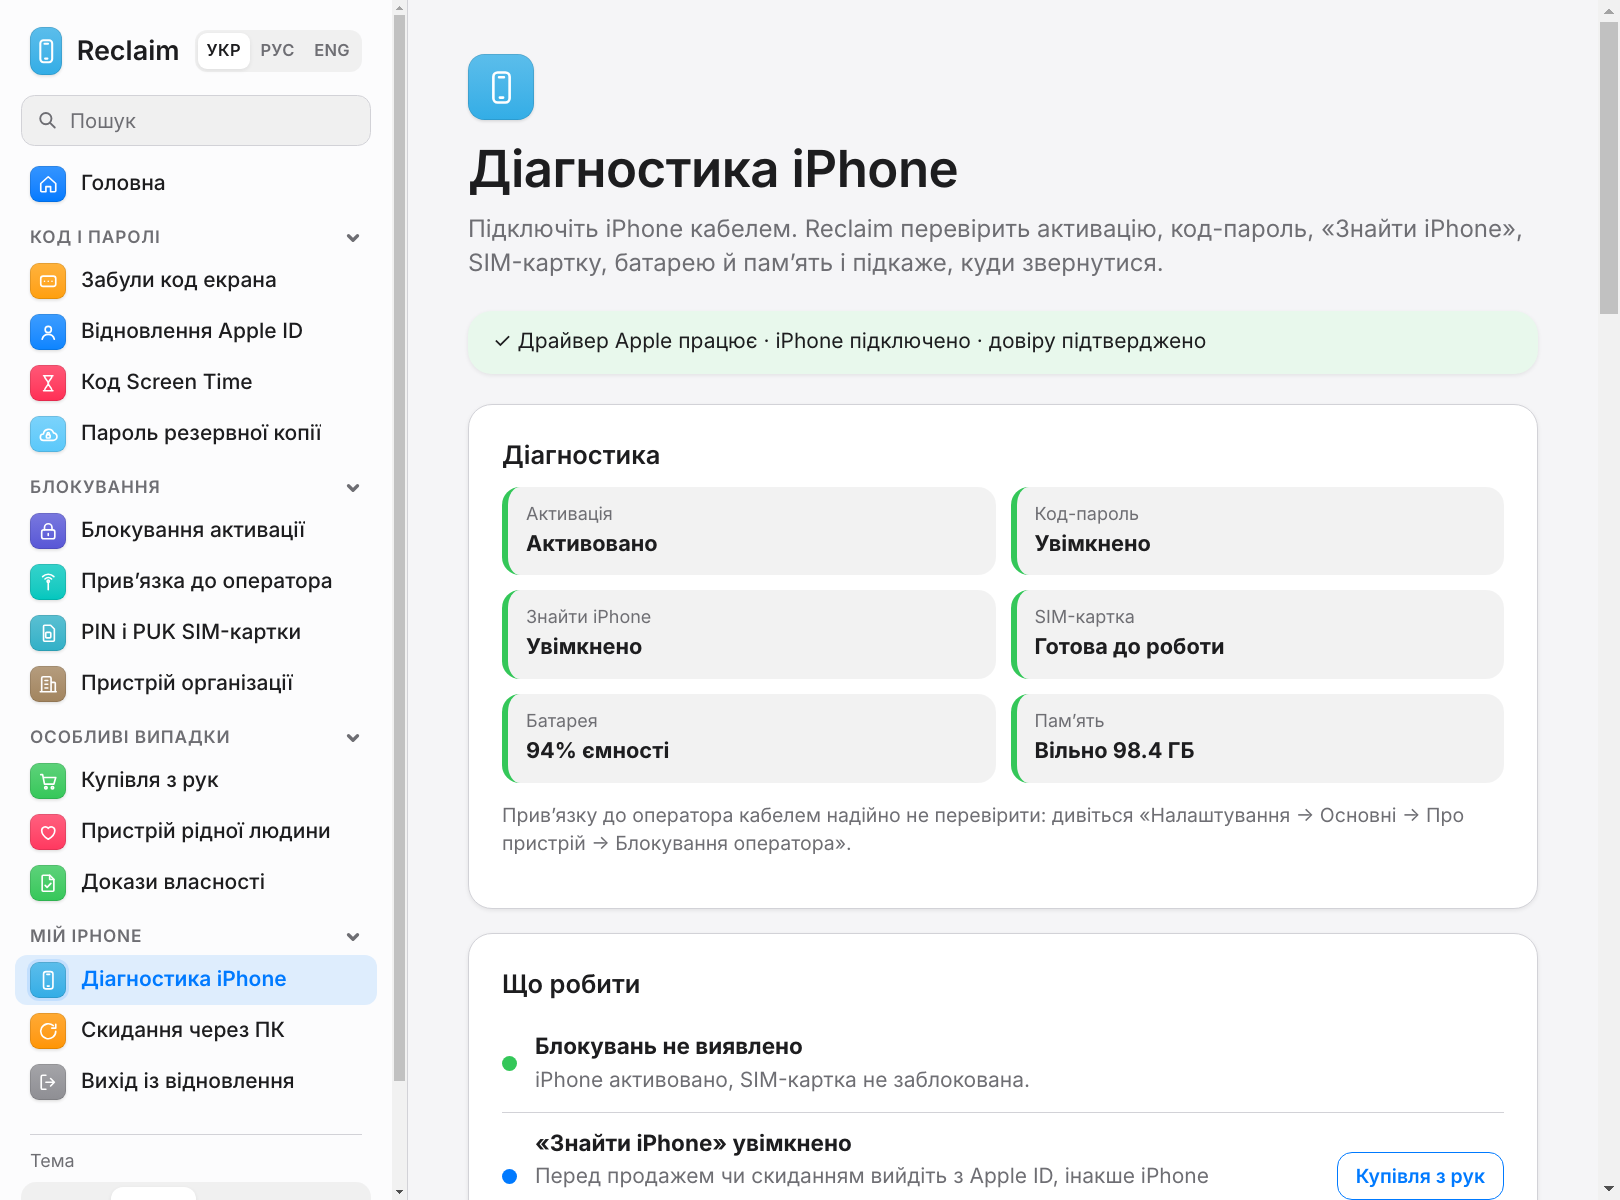 Reclaim
УКР РУС ENG
Пошук
Головна
КОД І ПАРОЛІ
Забули код екрана
Відновлення Apple ID
Код Screen Time
Пароль резервної копії
БЛОКУВАННЯ
Блокування активації
Прив’язка до оператора
PIN і PUK SIM-картки
Пристрій організації
ОСОБЛИВІ ВИПАДКИ
Купівля з рук
Пристрій рідної людини
Докази власності
МІЙ IPHONE
Діагностика iPhone
Скидання через ПК
Вихід із відновлення
Тема
Діагностика iPhone
Підключіть iPhone кабелем. Reclaim перевірить активацію, код-пароль, «Знайти iPhone»,
SIM-картку, батарею й пам’ять і підкаже, куди звернутися.
✓ Драйвер Apple працює · iPhone підключено · довіру підтверджено
Діагностика
Активація
Активовано
Код-пароль
Увімкнено
Знайти iPhone
Увімкнено
SIM-картка
Готова до роботи
Батарея
94% ємності
Пам’ять
Вільно 98.4 ГБ
Прив’язку до оператора кабелем надійно не перевірити: дивіться «Налаштування → Основні → Про
пристрій → Блокування оператора».
Що робити
Блокувань не виявлено
iPhone активовано, SIM-картка не заблокована.
«Знайти iPhone» увімкнено
Перед продажем чи скиданням вийдіть з Apple ID, інакше iPhone
Купівля з рук